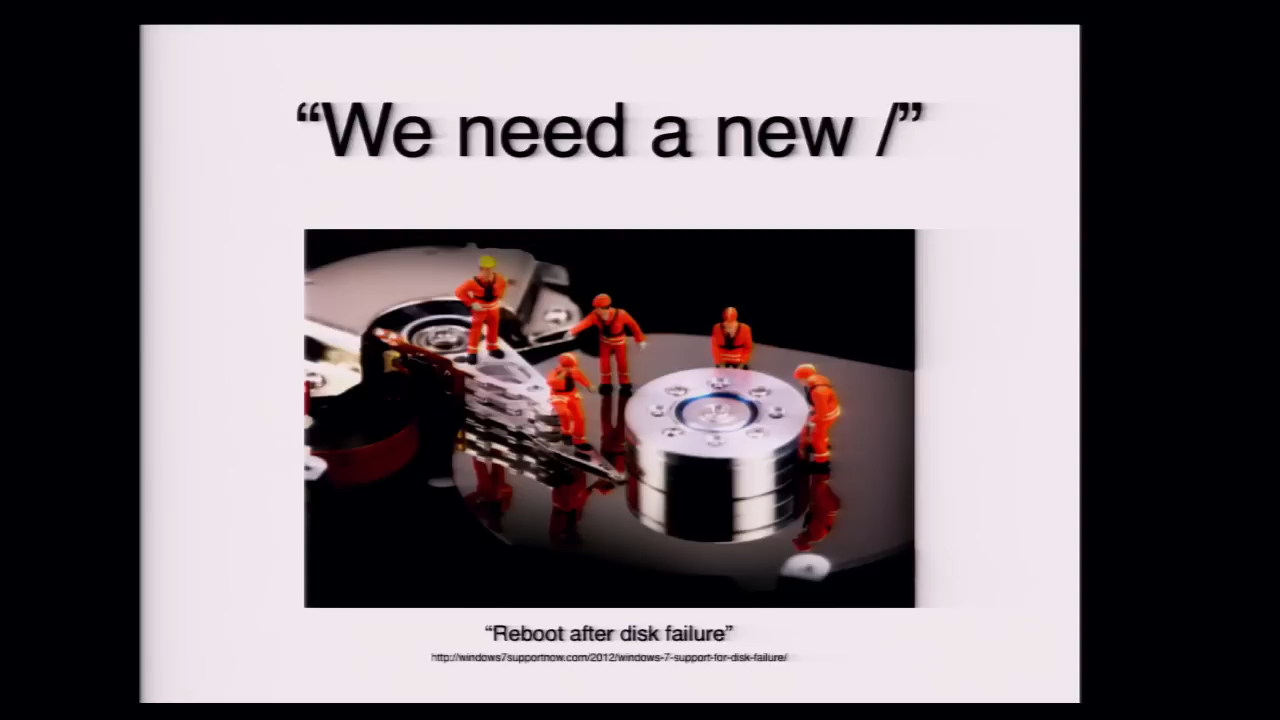 “We need a new /”
“Reboot after disk failure”
http://windows7supportnow.com/2012/windows-7-support-for-disk-failure/